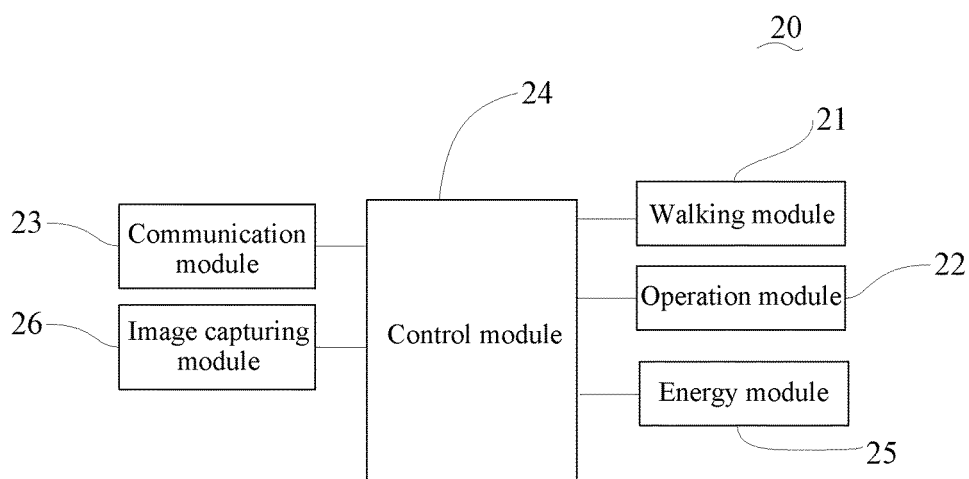 20
24
21
23
Communication
module
Walking module
26
Image capturing
module
Control module
Operation module
22
Energy module
25